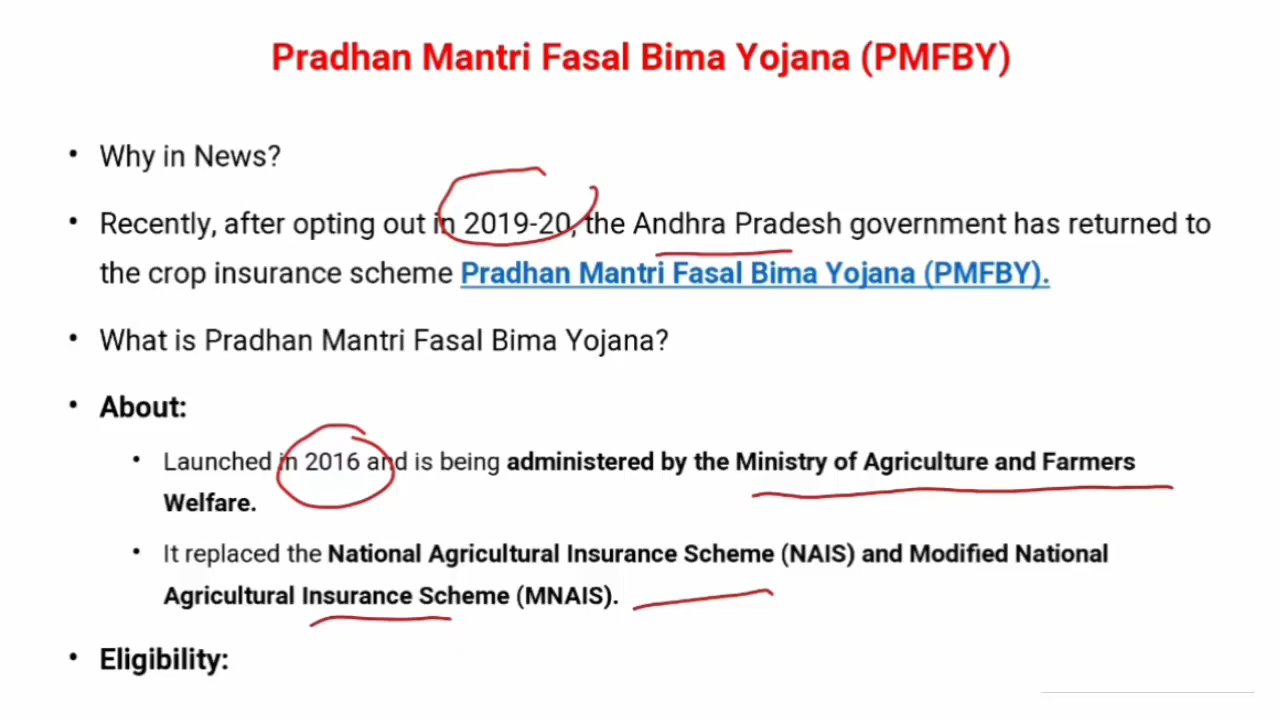 Pradhan Mantri Fasal Bima Yojana (PMFBY)
• Why in News?
• Recently, after opting out in 2019-20, the Andhra Pradesh government has returned to
the crop insurance scheme Pradhan Mantri Fasal Bima Yojana (PMFBY).
• What is Pradhan Mantri Fasal Bima Yojana?
• About:
• Launched in 2016 and is being administered by the Ministry of Agriculture and Farmers
Welfare.
• It replaced the National Agricultural Insurance Scheme (NAIS) and Modified National
Agricultural Insurance Scheme (MNAIS).
• Eligibility: